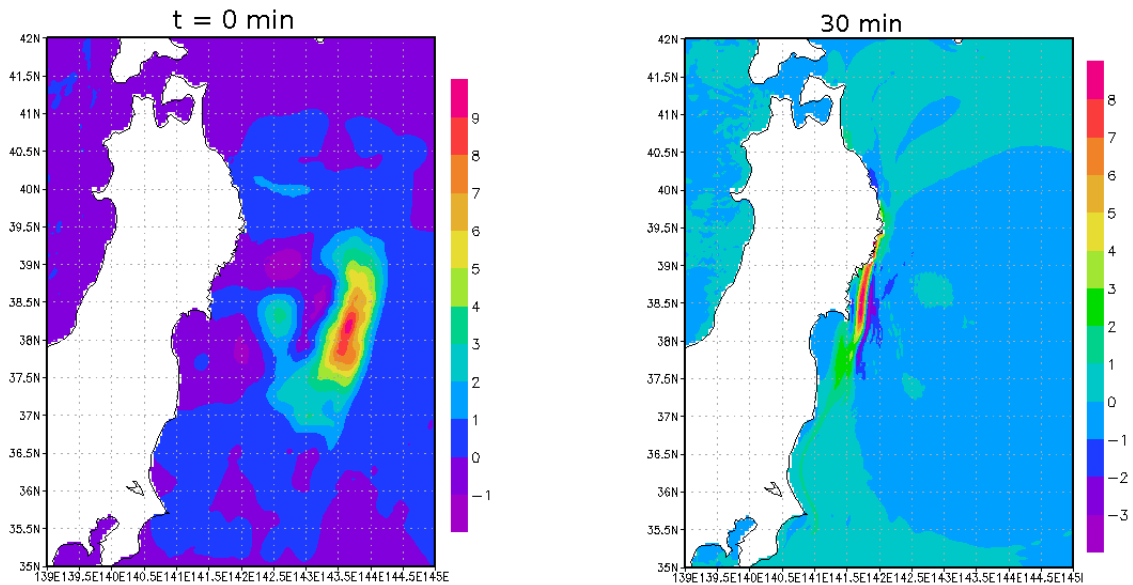 t = 0 min
30 min
42N
41.5N
41N
40.5N
40N
39.5N
39N
38.5N
38N
37.5N
37N
36.5N
36N
35.5N
35N
139E139.5E140E140.5E141E141.5E142E142.5E143E143.5E144E144.5E145E
9
8
7
6
5
4
3
2
1
0
−1
42N
41.5N
41N
40.5N
40N
39.5N
39N
38.5N
38N
37.5N
37N
36.5N
36N
35.5N
35N
139E139.5E140E140.5E141E141.5E142E142.5E143E143.5E144E144.5E145I
8
7
6
5
4
3
2
1
0
−1
−2
−3